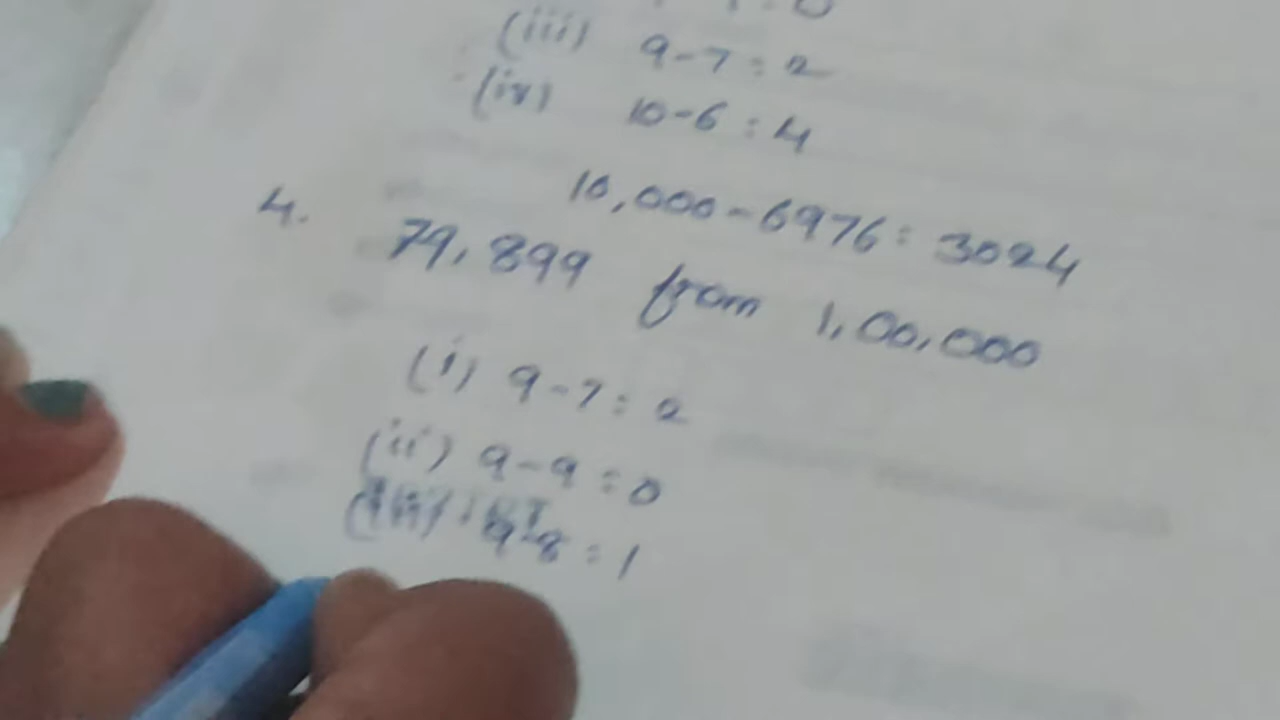 (iii) 9-7=2
(iv) 10-6=4
10,000-6976=3024
4. 79,899 from 1,00,000
(i) 9-7=2
(ii) 9-9=0
(iii) 9-8=1